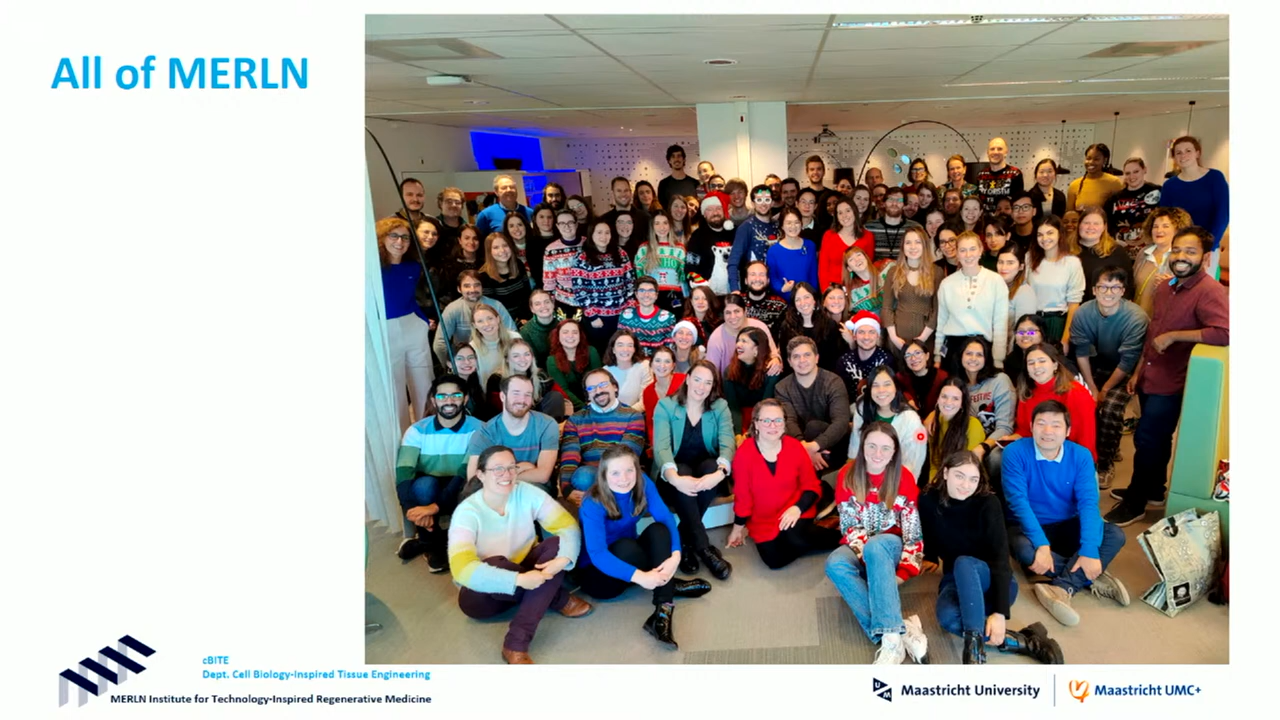 All of MERLN
cBITE
Dept. Cell Biology-Inspired Tissue Engineering
MERLN Institute for Technology-Inspired Regenerative Medicine
UM Maastricht University
Maastricht UMC+